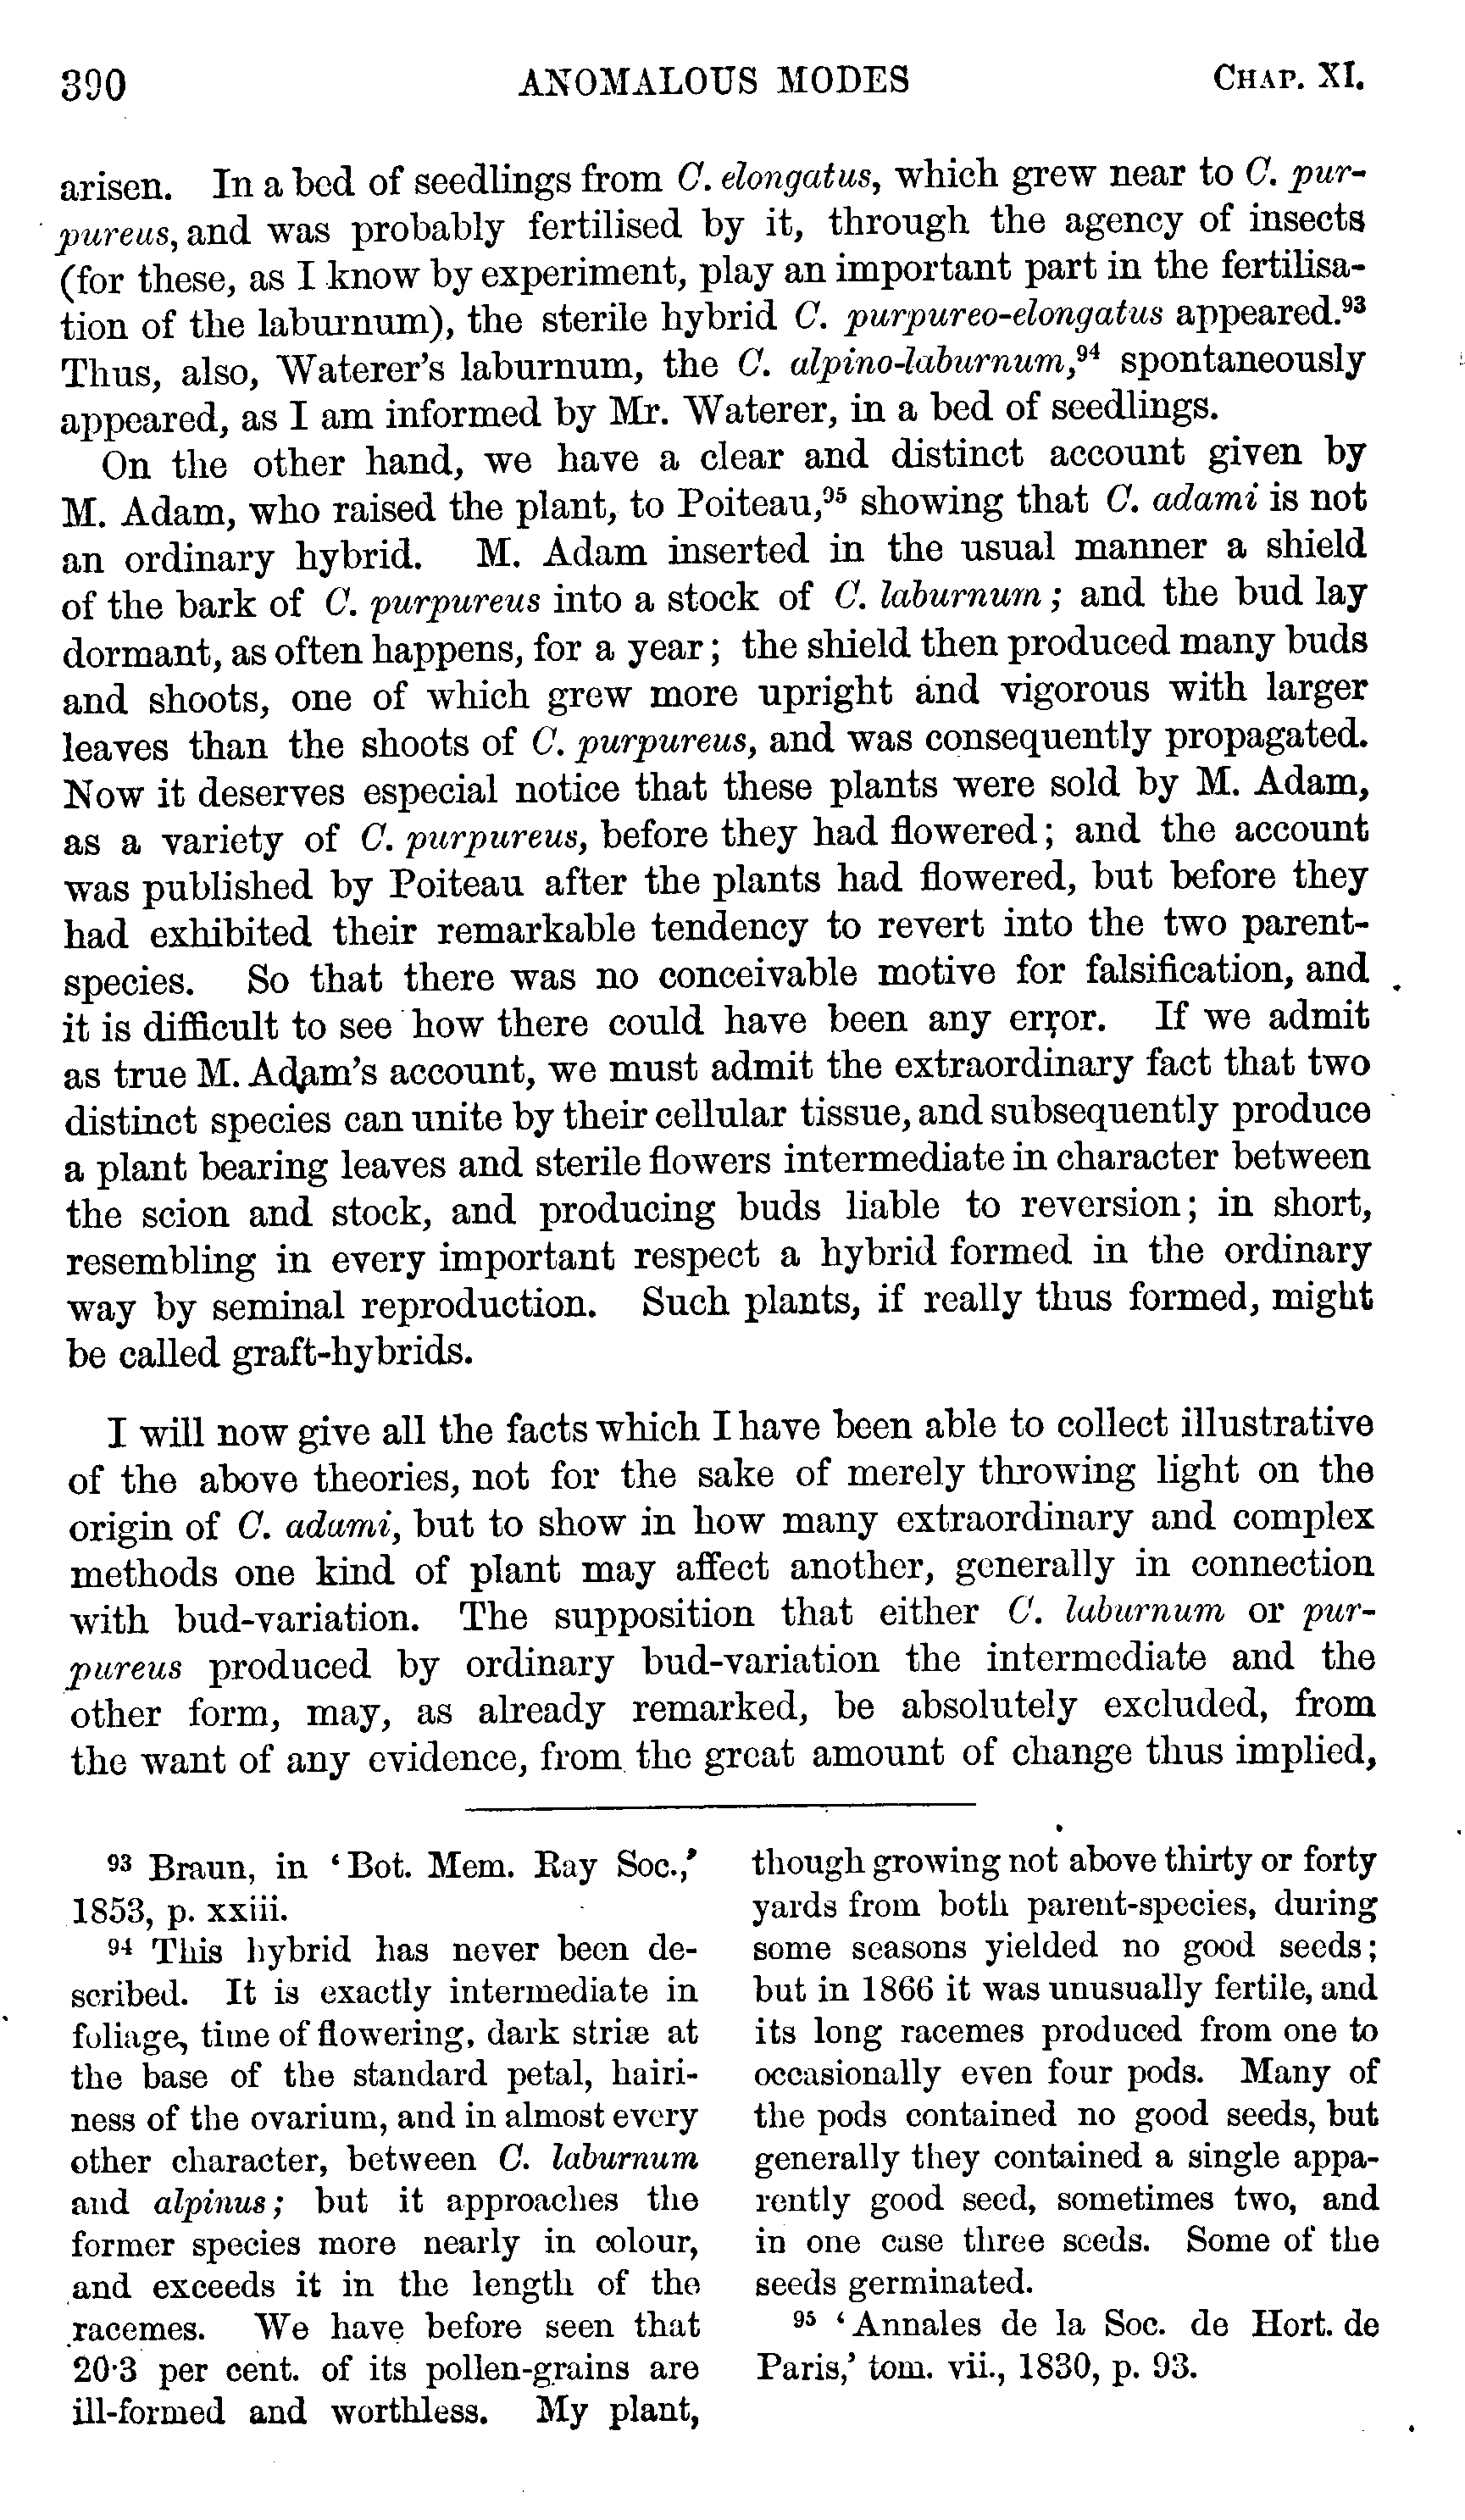 390 ANOMALOUS MODES CHAP. XI.
arisen. In a bed of seedlings from C. elongatus, which grew near to C. pur-
pureus, and was probably fertilised by it, through the agency of insects
(for these, as I know by experiment, play an important part in the fertilisa-
tion of the laburnum), the sterile hybrid C. purpureo-elongatus appeared.93
Thus, also, Waterer's laburnum, the C. alpino-laburnum,94 spontaneously
appeared, as I am informed by Mr. Waterer, in a bed of seedlings.
On the other hand, we have a clear and distinct account given by
M. Adam, who raised the plant, to Poiteau,95 showing that C. adami is not
an ordinary hybrid. M. Adam inserted in the usual manner a shield
of the bark of C. purpureus into a stock of C. laburnum; and the bud lay
dormant, as often happens, for a year; the shield then produced many buds
and shoots, one of which grew more upright and vigorous with larger
leaves than the shoots of C. purpureus, and was consequently propagated.
Now it deserves especial notice that these plants were sold by M. Adam,
as a variety of C. purpureus, before they had flowered; and the account
was published by Poiteau after the plants had flowered, but before they
had exhibited their remarkable tendency to revert into the two parent-
species. So that there was no conceivable motive for falsification, and
it is difficult to see how there could have been any error. If we admit
as true M. Adam's account, we must admit the extraordinary fact that two
distinct species can unite by their cellular tissue, and subsequently produce
a plant bearing leaves and sterile flowers intermediate in character between
the scion and stock, and producing buds liable to reversion; in short,
resembling in every important respect a hybrid formed in the ordinary
way by seminal reproduction. Such plants, if really thus formed, might
be called graft-hybrids.
I will now give all the facts which I have been able to collect illustrative
of the above theories, not for the sake of merely throwing light on the
origin of C. adami, but to show in how many extraordinary and complex
methods one kind of plant may affect another, generally in connection
with bud-variation. The supposition that either C. laburnum or pur-
pureus produced by ordinary bud-variation the intermediate and the
other form, may, as already remarked, be absolutely excluded, from
the want of any evidence, from the great amount of change thus implied,
93 Braun, in 'Bot. Mem. Ray Soc.,'
1853, p. xxiii.
94 This hybrid has never been de-
scribed. It is exactly intermediate in
foliage, time of flowering, dark striæ at
the base of the standard petal, hairi-
ness of the ovarium, and in almost every
other character, between C. laburnum
and alpinus; but it approaches the
former species more nearly in colour,
and exceeds it in the length of the
racemes. We have before seen that
20·3 per cent. of its pollen-grains are
ill-formed and worthless. My plant,
though growing not above thirty or forty
yards from both parent-species, during
some seasons yielded no good seeds;
but in 1866 it was unusually fertile, and
its long racemes produced from one to
occasionally even four pods. Many of
the pods contained no good seeds, but
generally they contained a single appa-
rently good seed, sometimes two, and
in one case three seeds. Some of the
seeds germinated.
95 'Annales de la Soc. de Hort. de
Paris,' tom. vii., 1830, p. 93.